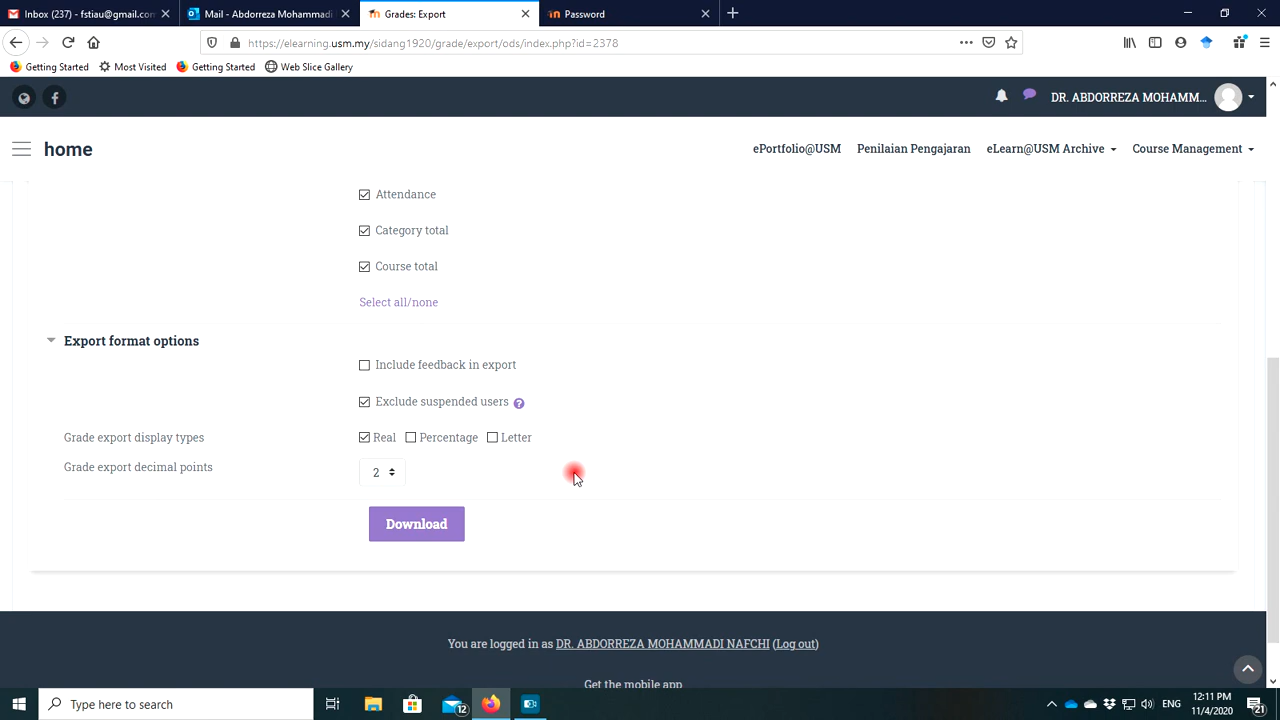 Inbox (237) - fstiau@gmail.com
Mail - Abdorreza Mohammadi
Grades: Export
Password
https://elearning.usm.my/sidang1920/grade/export/ods/index.php?id=2378
Getting Started
Most Visited
Getting Started
Web Slice Gallery
DR. ABDORREZA MOHAMM...
home
ePortfolio@USM
Penilaian Pengajaran
eLearn@USM Archive
Course Management
Attendance
Category total
Course total
Select all/none
Export format options
Include feedback in export
Exclude suspended users ?
Grade export display types
Real
Percentage
Letter
Grade export decimal points
2
Download
You are logged in as DR. ABDORREZA MOHAMMADI NAFCHI (Log out)
Get the mobile app
Type here to search
12
ENG
12:11 PM
11/4/2020
21